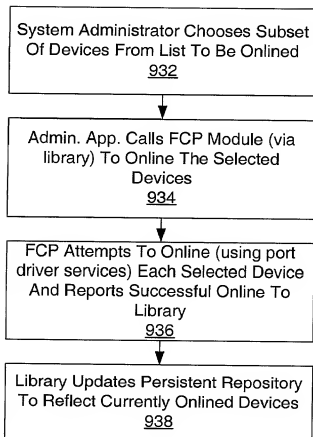 System Administrator Chooses Subset
Of Devices From List To Be Onlined
932
Admin. App. Calls FCP Module (via
library) To Online The Selected
Devices
934
FCP Attempts To Online (using port
driver services) Each Selected Device
And Reports Successful Online To
Library
936
Library Updates Persistent Repository
To Reflect Currently Onlined Devices
938